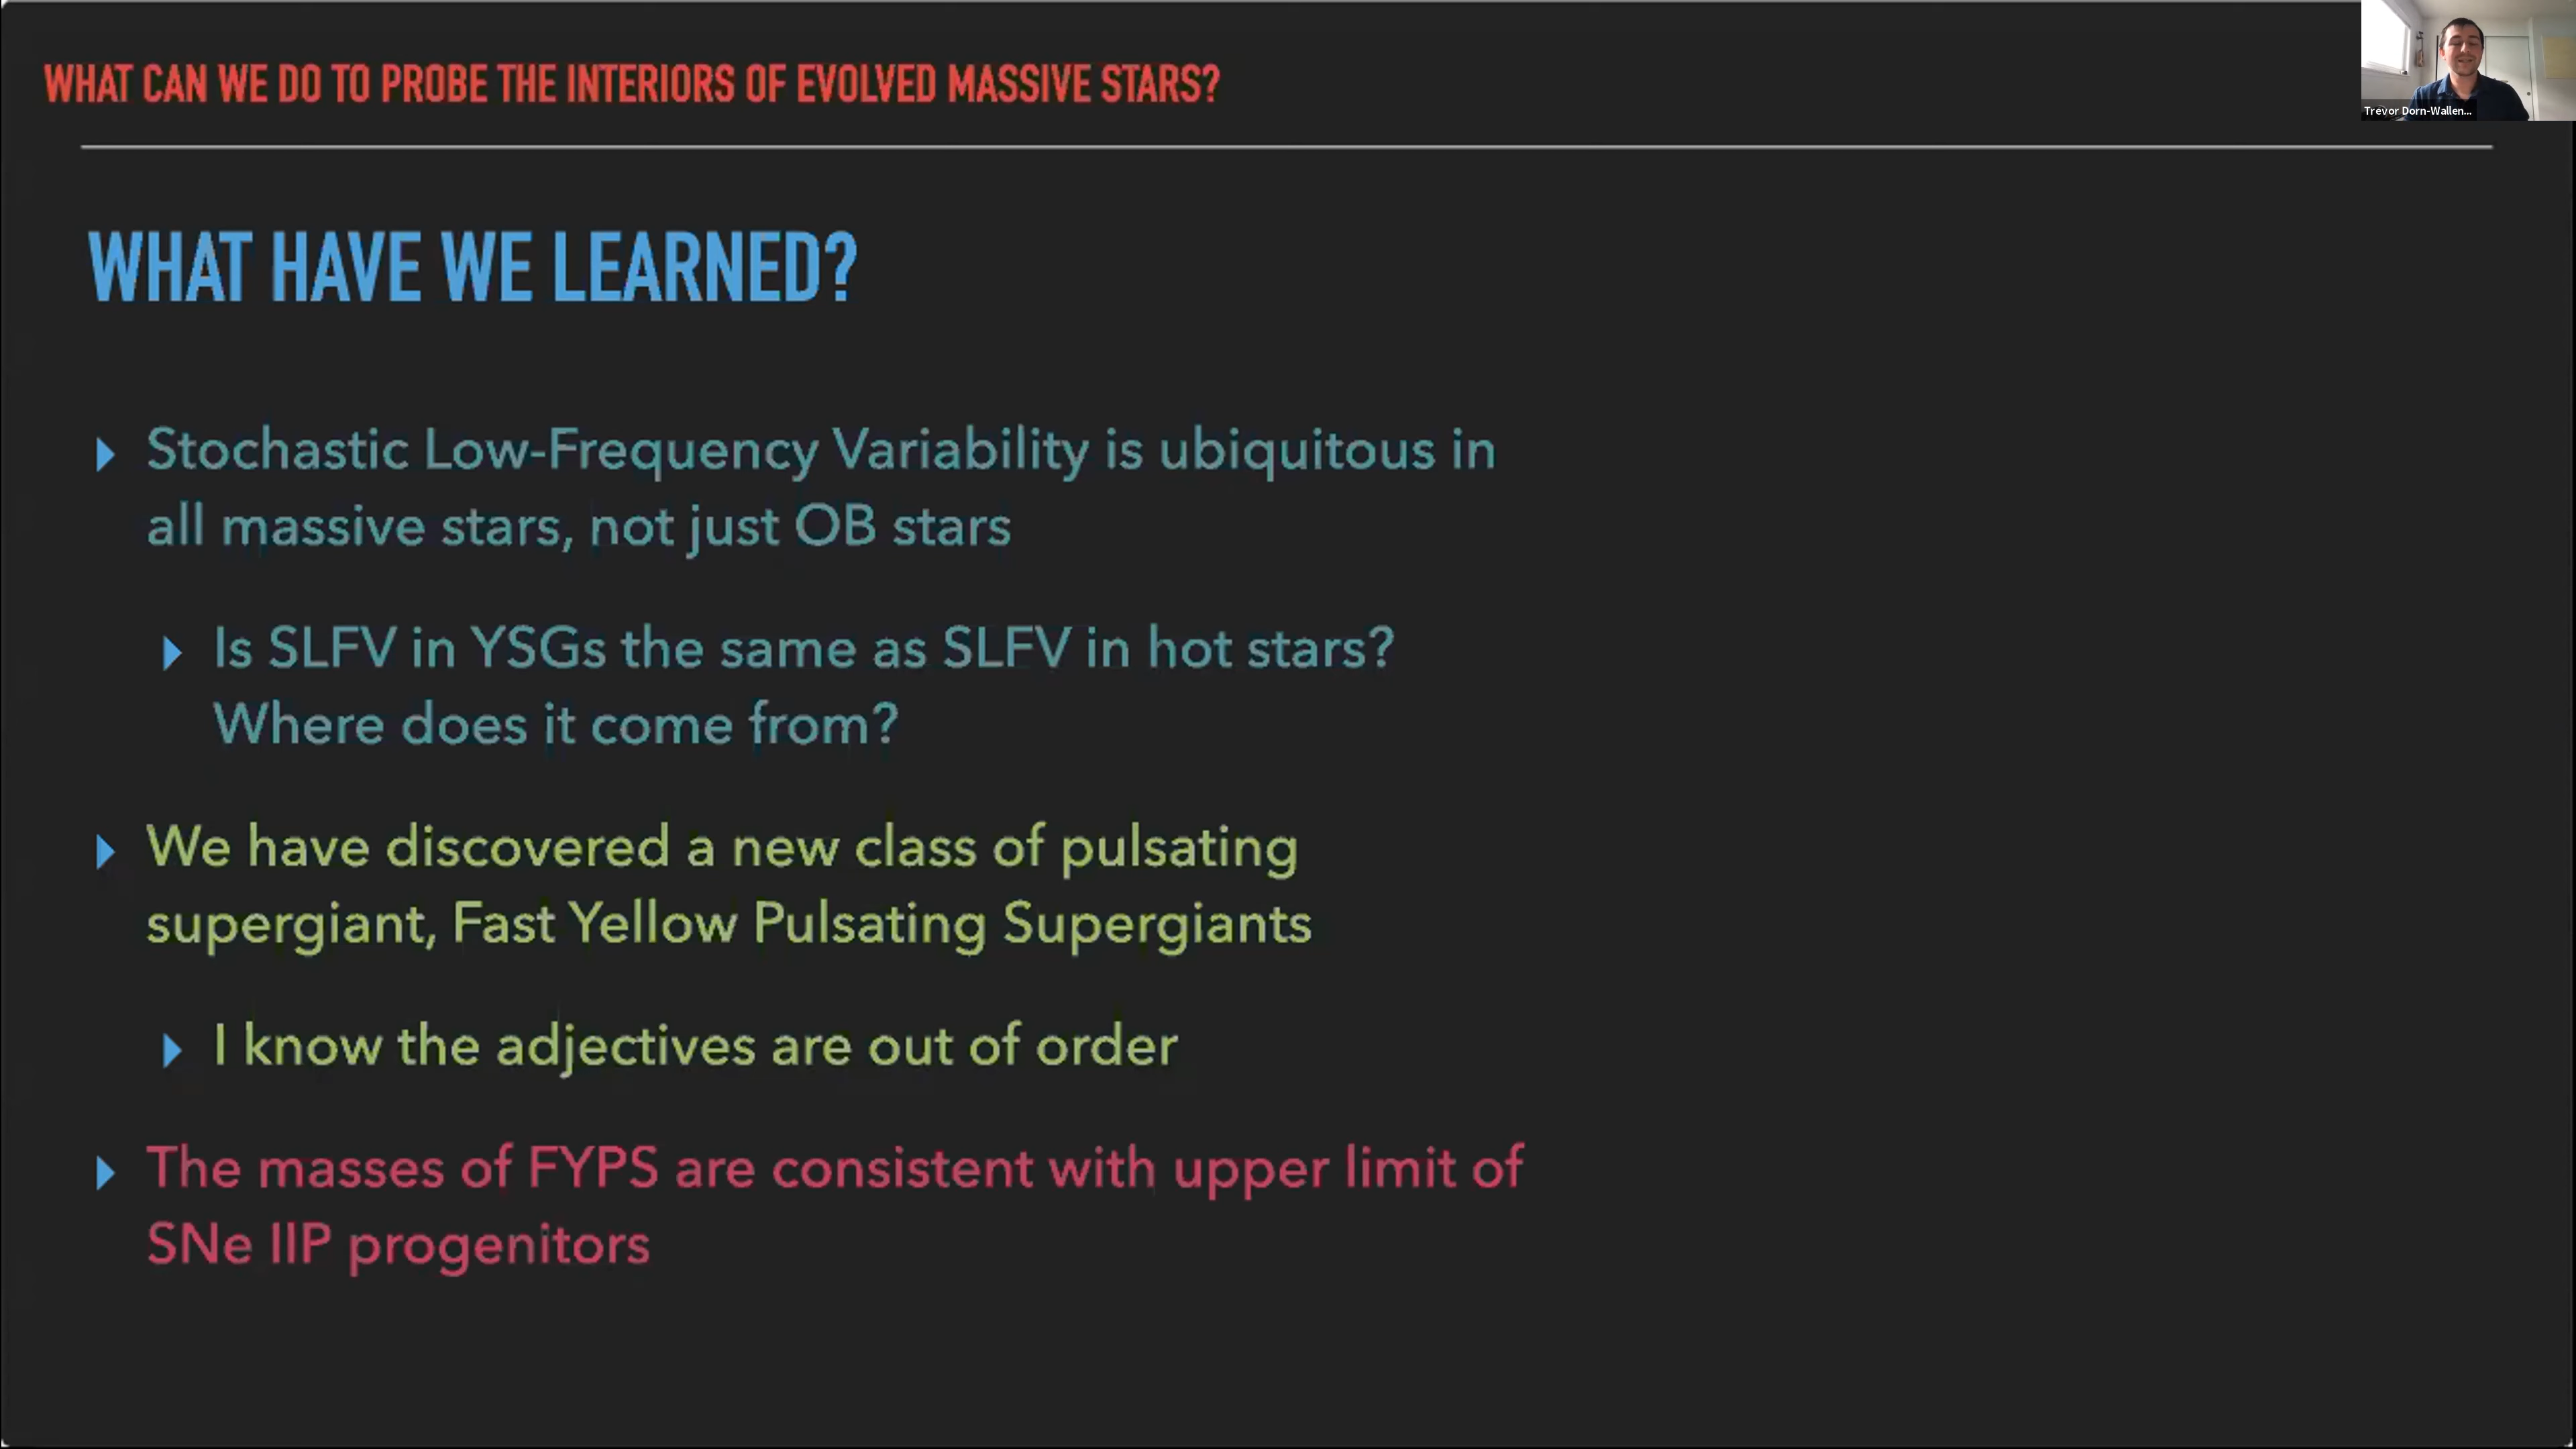 WHAT CAN WE DO TO PROBE THE INTERIORS OF EVOLVED MASSIVE STARS?
Trevor Dorn-Wallen...
WHAT HAVE WE LEARNED?
Stochastic Low-Frequency Variability is ubiquitous in
all massive stars, not just OB stars
Is SLFV in YSGs the same as SLFV in hot stars?
Where does it come from?
We have discovered a new class of pulsating
supergiant, Fast Yellow Pulsating Supergiants
I know the adjectives are out of order
The masses of FYPS are consistent with upper limit of
SNe IIP progenitors